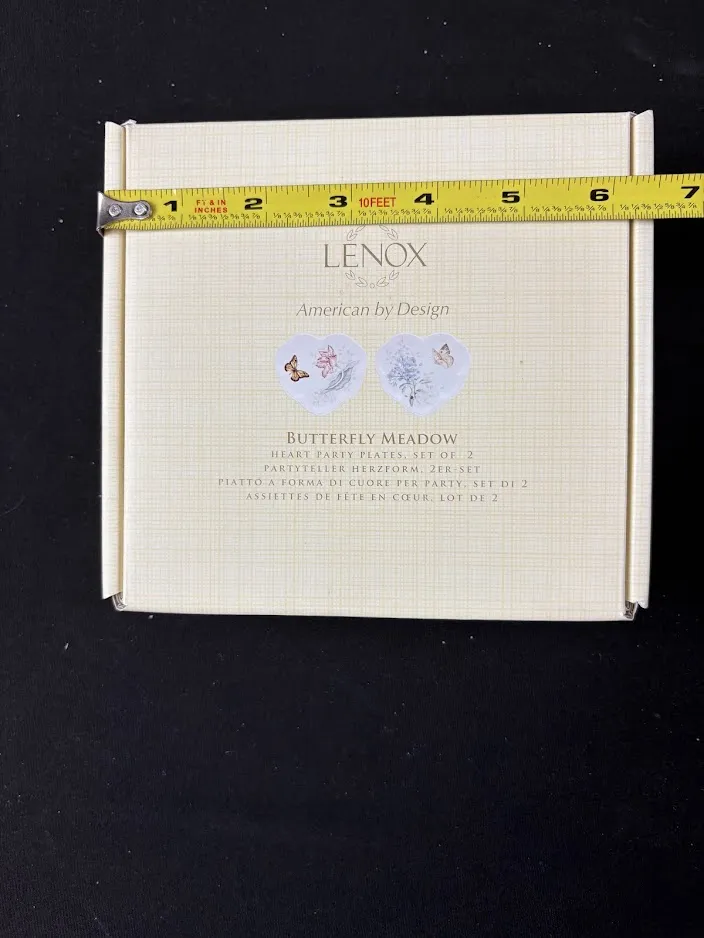 1 FT & IN INCHES 2 3 10FEET 4 5 6 7
LENOX
American by Design
BUTTERFLY MEADOW
HEART PARTY PLATES, SET OF 2
PARTYTELLER HERZFORM, 2ER-SET
PIATTO A FORMA DI CUORE PER PARTY, SET DI 2
ASSIETTES DE FÊTE EN CŒUR, LOT DE 2